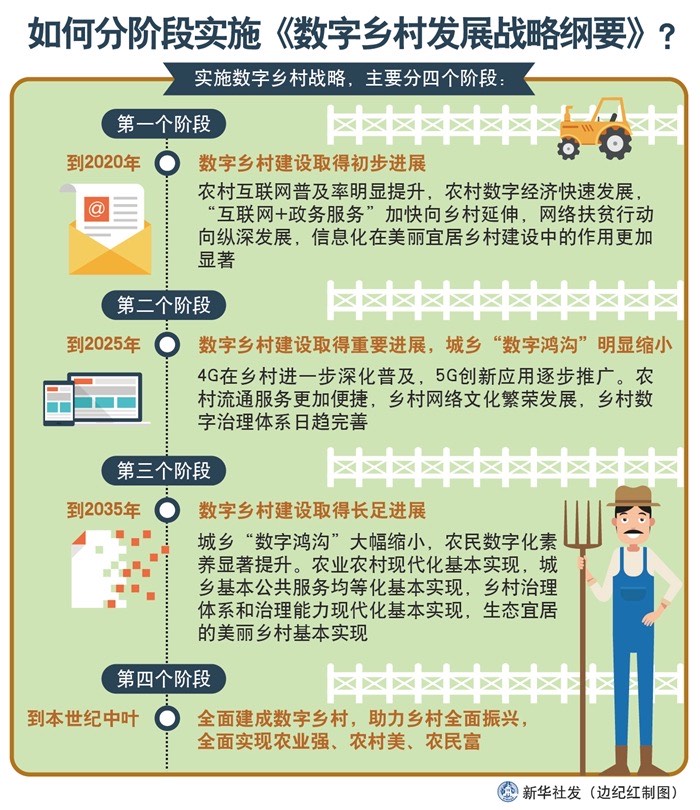 如何分阶段实施《数字乡村发展战略纲要》?
实施数字乡村战略，主要分四个阶段：
第一个阶段
到2020年
数字乡村建设取得初步进展
农村互联网普及率明显提升，农村数字经济快速发展，
“互联网+政务服务”加快向乡村延伸，网络扶贫行动
向纵深发展，信息化在美丽宜居乡村建设中的作用更加
显著
@
第二个阶段
到2025年
数字乡村建设取得重要进展，城乡“数字鸿沟”明显缩小
4G在乡村进一步深化普及，5G创新应用逐步推广。农
村流通服务更加便捷，乡村网络文化繁荣发展，乡村数
字治理体系日趋完善
第三个阶段
到2035年
数字乡村建设取得长足进展
城乡“数字鸿沟”大幅缩小，农民数字化素
养显著提升。农业农村现代化基本实现，城
乡基本公共服务均等化基本实现，乡村治理
体系和治理能力现代化基本实现，生态宜居
的美丽乡村基本实现
第四个阶段
到本世纪中叶
全面建成数字乡村，助力乡村全面振兴，
全面实现农业强、农村美、农民富
新华社发（边纪红制图）